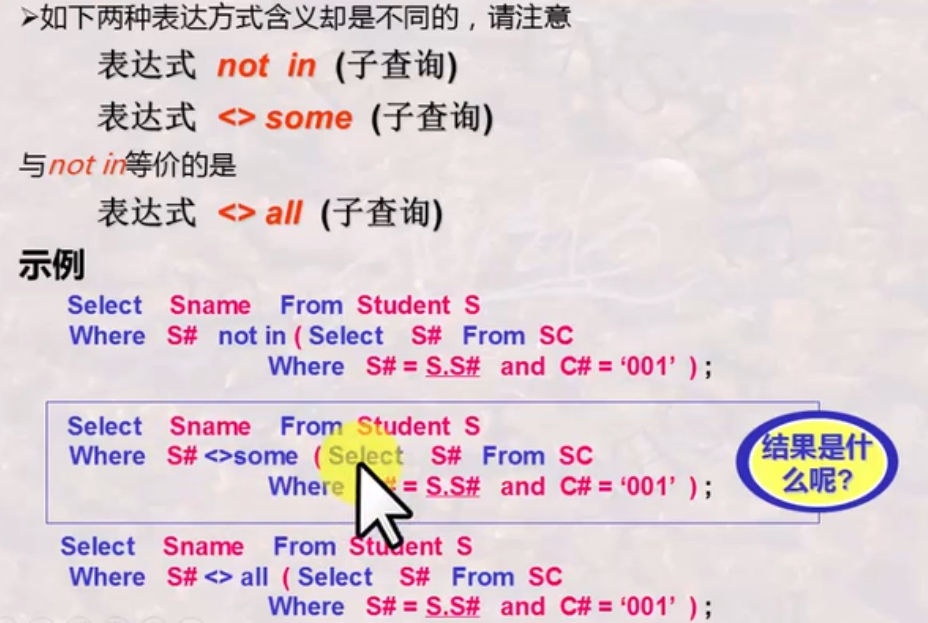 ➢如下两种表达方式含义却是不同的，请注意
表达式 not in (子查询)
表达式 <> some (子查询)
与not in等价的是
表达式 <> all (子查询)
示例
Select Sname From Student S
Where S# not in ( Select S# From SC
Where S# = S.S# and C# = ‘001’ ) ;
Select Sname From Student S
Where S# <>some ( Select S# From SC
Where # = S.S# and C# = ‘001’ ) ;
结果是什
么呢?
Select Sname From Student S
Where S# <> all ( Select S# From SC
Where S# = S.S# and C# = ‘001’ ) ;